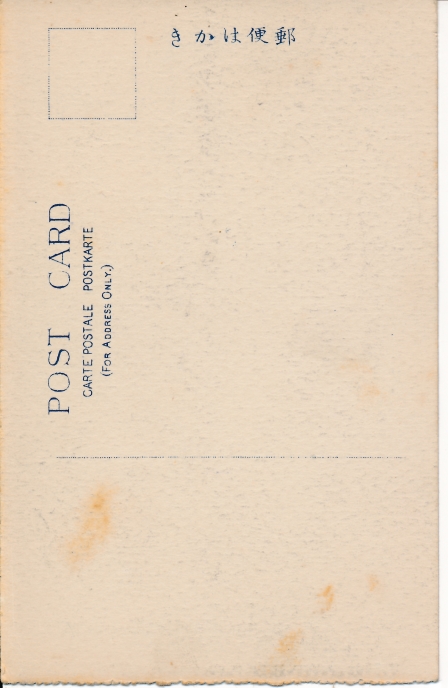 きかは便郵
POST CARD
CARTE POSTALE POSTKARTE
(FOR ADDRESS ONLY.)